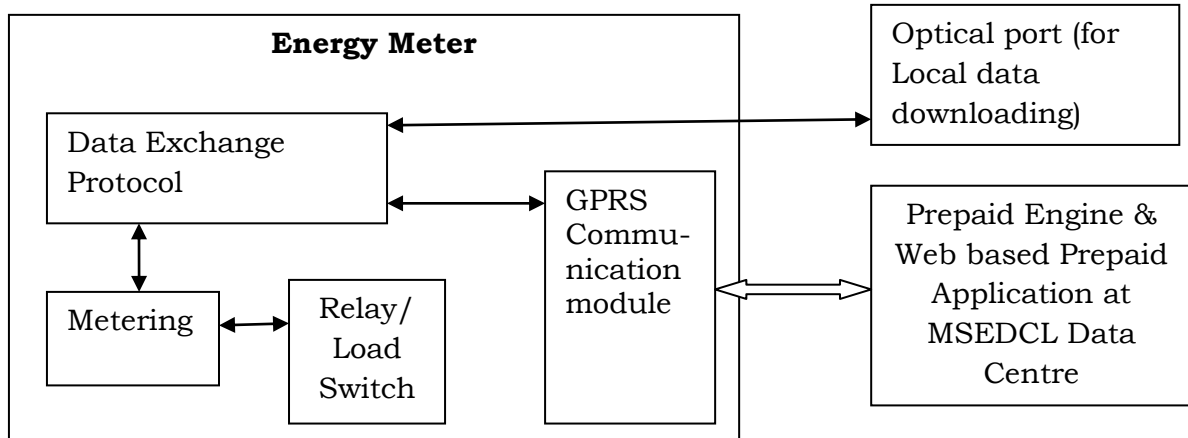 Energy Meter
Optical port (for
Local data
downloading)
Data Exchange
Protocol
GPRS
Commu-
nication
module
Prepaid Engine &
Web based Prepaid
Application at
MSEDCL Data
Centre
Metering
Relay/
Load
Switch